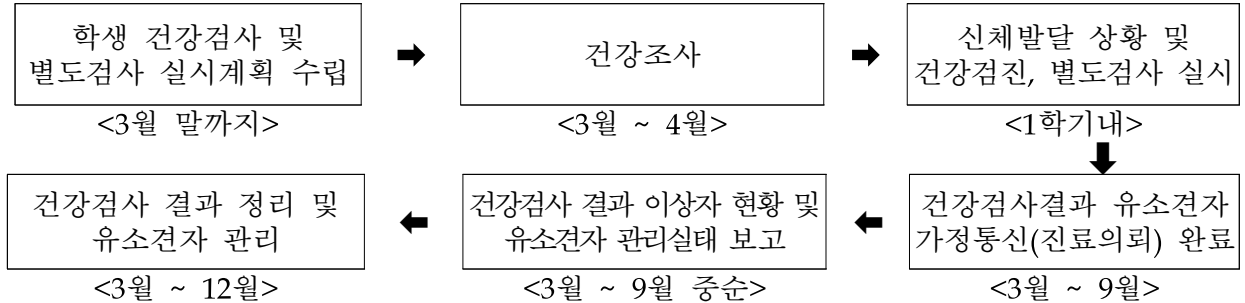 학생 건강검사 및
별도검사 실시계획 수립
<3월 말까지>
건강조사
<3월 ~ 4월>
신체발달 상황 및
건강검진, 별도검사 실시
<1학기내>
건강검사결과 유소견자
가정통신(진료의뢰) 완료
<3월 ~ 9월>
건강검사 결과 이상자 현황 및
유소견자 관리실태 보고
<3월 ~ 9월 중순>
건강검사 결과 정리 및
유소견자 관리
<3월 ~ 12월>